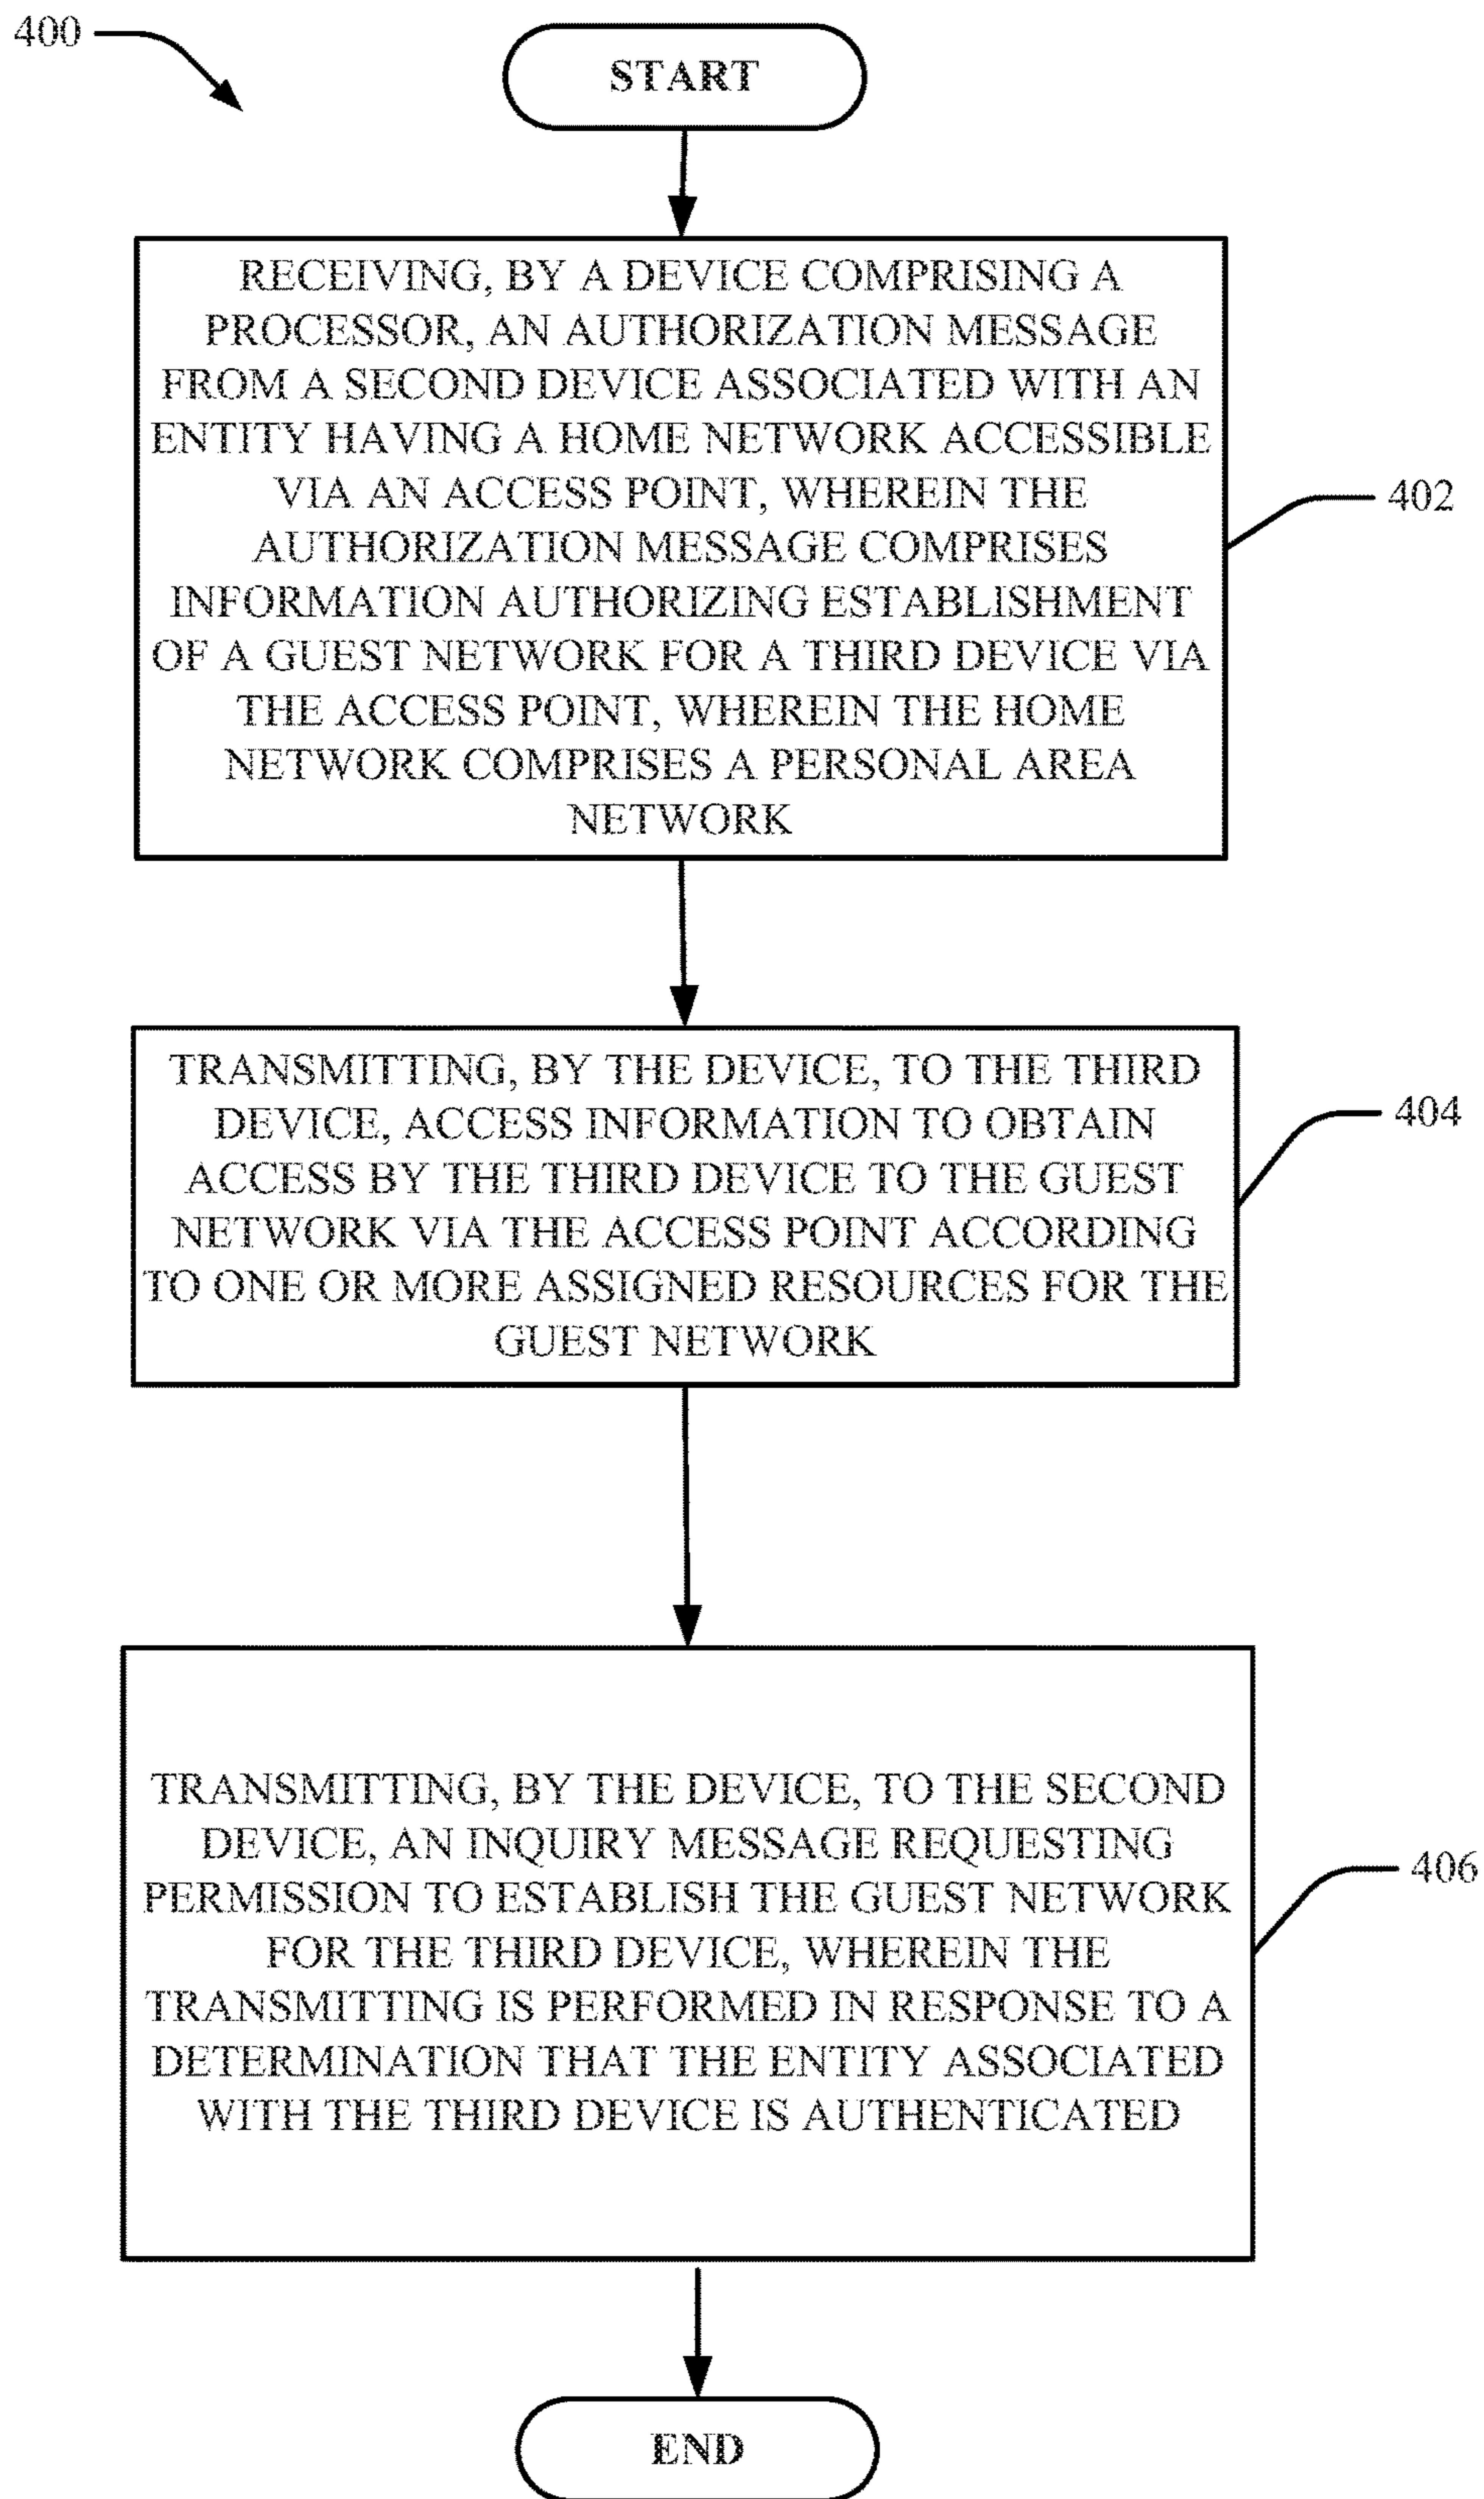 400
START
RECEIVING, BY A DEVICE COMPRISING A
PROCESSOR, AN AUTHORIZATION MESSAGE
FROM A SECOND DEVICE ASSOCIATED WITH AN
ENTITY HAVING A HOME NETWORK ACCESSIBLE
VIA AN ACCESS POINT, WHEREIN THE
AUTHORIZATION MESSAGE COMPRISES
INFORMATION AUTHORIZING ESTABLISHMENT
OF A GUEST NETWORK FOR A THIRD DEVICE VIA
THE ACCESS POINT, WHEREIN THE HOME
NETWORK COMPRISES A PERSONAL AREA
NETWORK
402
TRANSMITTING, BY THE DEVICE, TO THE THIRD
DEVICE, ACCESS INFORMATION TO OBTAIN
ACCESS BY THE THIRD DEVICE TO THE GUEST
NETWORK VIA THE ACCESS POINT ACCORDING
TO ONE OR MORE ASSIGNED RESOURCES FOR THE
GUEST NETWORK
404
TRANSMITTING, BY THE DEVICE, TO THE SECOND
DEVICE, AN INQUIRY MESSAGE REQUESTING
PERMISSION TO ESTABLISH THE GUEST NETWORK
FOR THE THIRD DEVICE, WHEREIN THE
TRANSMITTING IS PERFORMED IN RESPONSE TO A
DETERMINATION THAT THE ENTITY ASSOCIATED
WITH THE THIRD DEVICE IS AUTHENTICATED
406
END